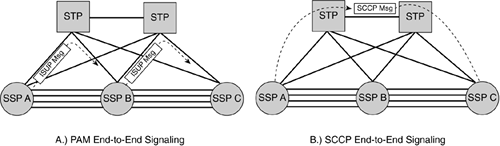 STP
STP
ISUP Msg
ISUP Msg
SSP A
SSP B
SSP C
A.) PAM End-to-End Signaling
SCCP Msg
STP
STP
SSP A
SSP B
SSP C
B.) SCCP End-to-End Signaling